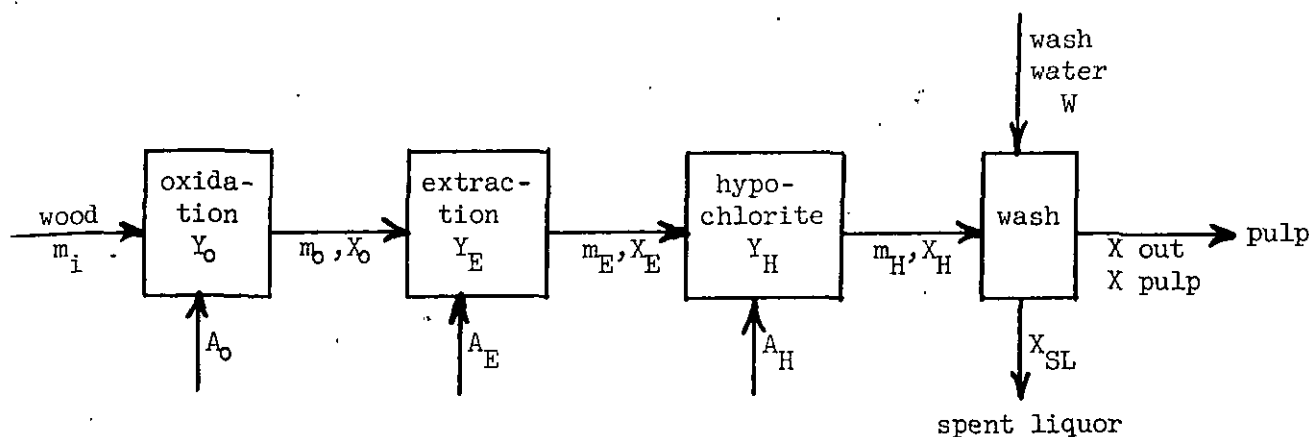 wood
m_i
oxida-
tion
Y_O
A_O
m_O, X_O
extrac-
tion
Y_E
A_E
m_E, X_E
hypo-
chlorite
Y_H
A_H
m_H, X_H
wash
water
W
wash
X out
X pulp
pulp
X_SL
spent liquor